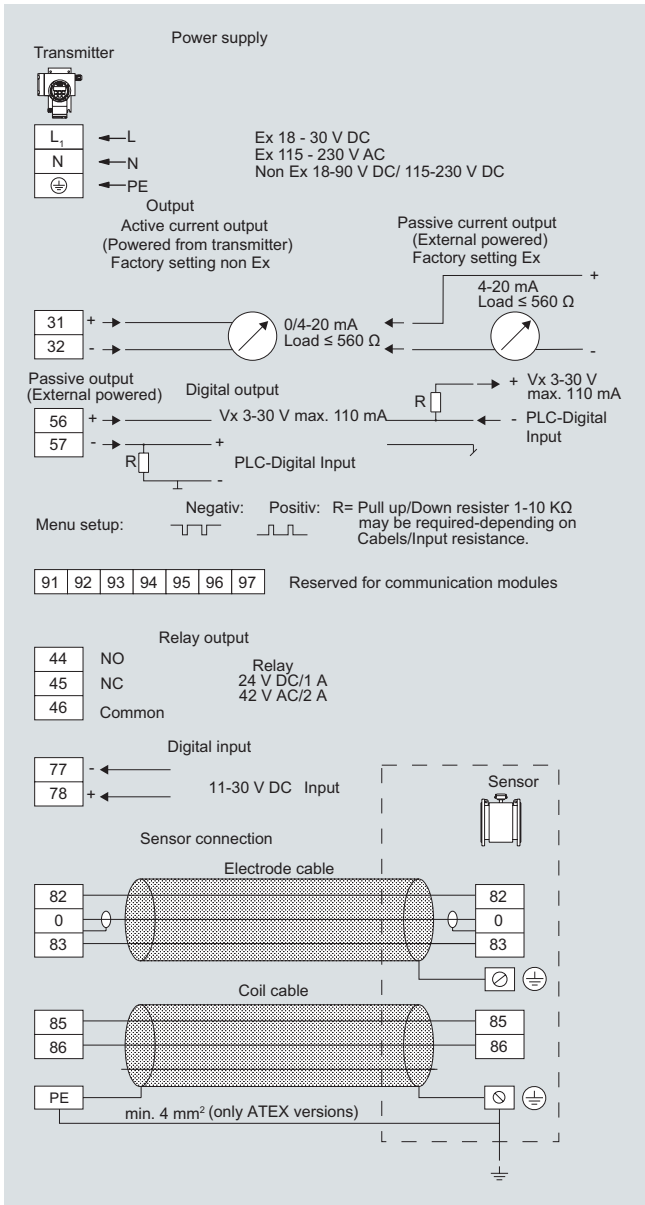 Power supply
Transmitter
L1 L
N N
PE
Ex 18 - 30 V DC
Ex 115 - 230 V AC
Non Ex 18-90 V DC/ 115-230 V DC
Output
Active current output
(Powered from transmitter)
Factory setting non Ex
Passive current output
(External powered)
Factory setting Ex
+
4-20 mA
Load ≤ 560 Ω
-
31 +
32 -
0/4-20 mA
Load ≤ 560 Ω
Passive output
(External powered)
Digital output
56 +
57 -
Vx 3-30 V max. 110 mA
R
+ Vx 3-30 V
max. 110 mA
- PLC-Digital
Input
R
+
PLC-Digital Input
-
Menu setup:
Negativ:
Positiv:
R= Pull up/Down resister 1-10 KΩ
may be required-depending on
Cabels/Input resistance.
91 92 93 94 95 96 97 Reserved for communication modules
Relay output
44 NO
45 NC
46 Common
Relay
24 V DC/1 A
42 V AC/2 A
Digital input
77 -
78 +
11-30 V DC Input
Sensor
Sensor connection
Electrode cable
82 82
0 0
83 83
Coil cable
85 85
86 86
PE
min. 4 mm² (only ATEX versions)